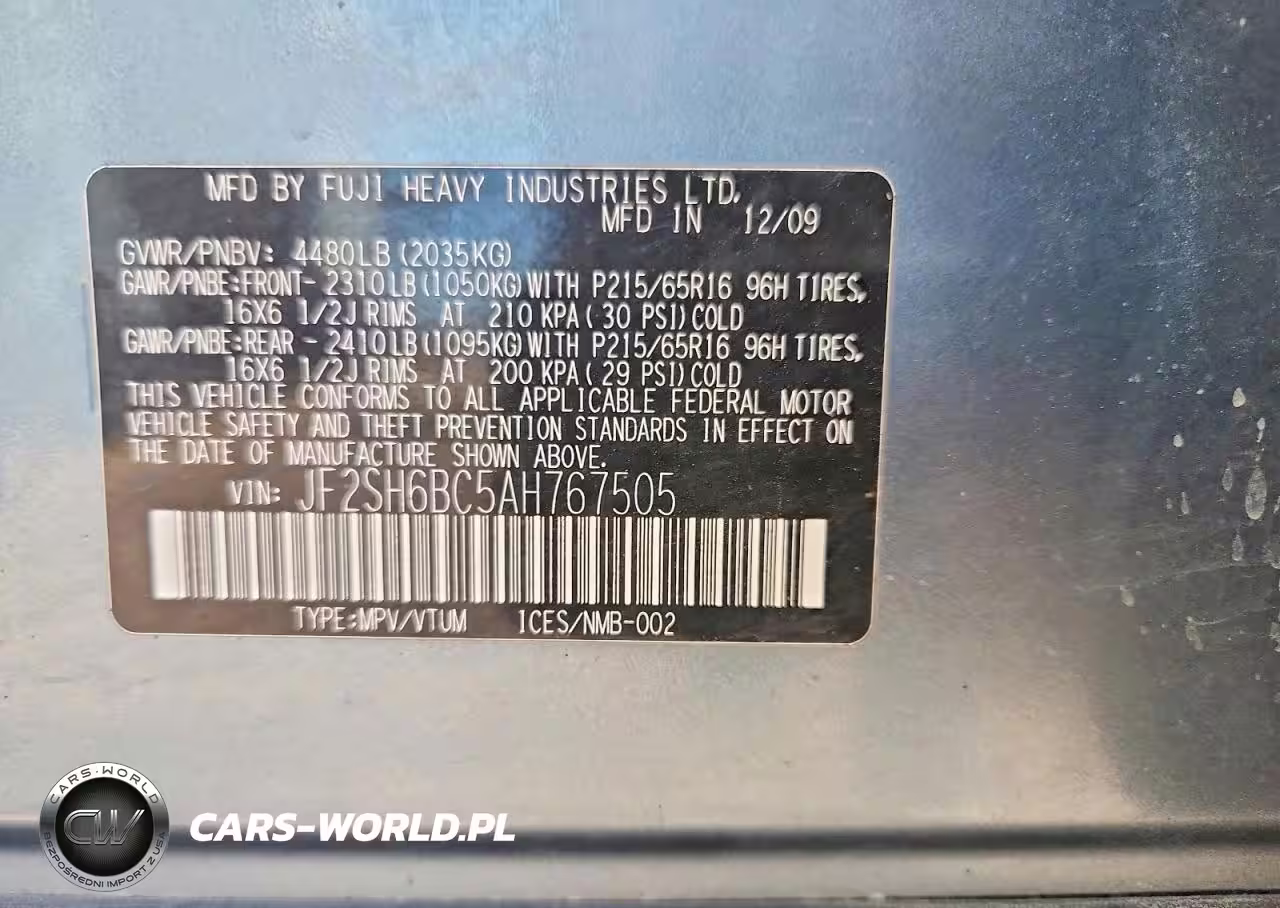 MFD BY FUJI HEAVY INDUSTRIES LTD.
MFD IN 12/09
GVWR/PNBV: 4480LB (2035KG)
GAWR/PNBE:FRONT- 2310LB (1050KG) WITH P215/65R16 96H TIRES,
16X6 1/2J RIMS AT 210 KPA( 30 PSI) COLD
GAWR/PNBE:REAR - 2410LB (1095KG) WITH P215/65R16 96H TIRES,
16X6 1/2J RIMS AT 200 KPA( 29 PSI) COLD
THIS VEHICLE CONFORMS TO ALL APPLICABLE FEDERAL MOTOR
VEHICLE SAFETY AND THEFT PREVENTION STANDARDS IN EFFECT ON
THE DATE OF MANUFACTURE SHOWN ABOVE.
VIN: JF2SH6BC5AH767505
TYPE:MPV/VTUM ICES/NMB-002
CARS-WORLD
CW
BEZPOŚREDNI IMPORT Z USA
CARS-WORLD.PL